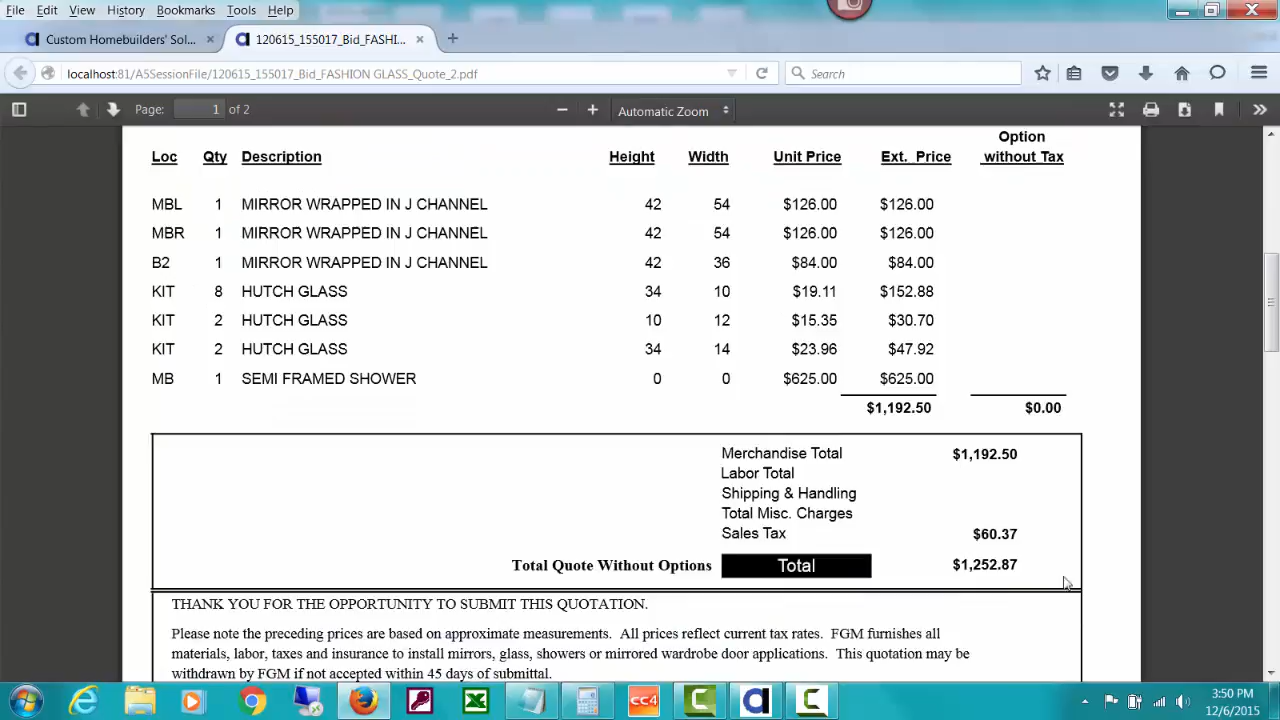 File Edit View History Bookmarks Tools Help
Custom Homebuilders' Sol... × 120615_155017_Bid_FASHI... × +
localhost:81/A5SessionFile/120615_155017_Bid_FASHION GLASS_Quote_2.pdf Search
Page: 1 of 2 Automatic Zoom
Option
Loc Qty Description Height Width Unit Price Ext. Price without Tax
MBL 1 MIRROR WRAPPED IN J CHANNEL 42 54 $126.00 $126.00
MBR 1 MIRROR WRAPPED IN J CHANNEL 42 54 $126.00 $126.00
B2 1 MIRROR WRAPPED IN J CHANNEL 42 36 $84.00 $84.00
KIT 8 HUTCH GLASS 34 10 $19.11 $152.88
KIT 2 HUTCH GLASS 10 12 $15.35 $30.70
KIT 2 HUTCH GLASS 34 14 $23.96 $47.92
MB 1 SEMI FRAMED SHOWER 0 0 $625.00 $625.00
$1,192.50 $0.00
Merchandise Total $1,192.50
Labor Total
Shipping & Handling
Total Misc. Charges
Sales Tax $60.37
Total Quote Without Options Total $1,252.87
THANK YOU FOR THE OPPORTUNITY TO SUBMIT THIS QUOTATION.
Please note the preceding prices are based on approximate measurements. All prices reflect current tax rates. FGM furnishes all
materials, labor, taxes and insurance to install mirrors, glass, showers or mirrored wardrobe door applications. This quotation may be
withdrawn by FGM if not accepted within 45 days of submittal.
CC4
3:50 PM
12/6/2015